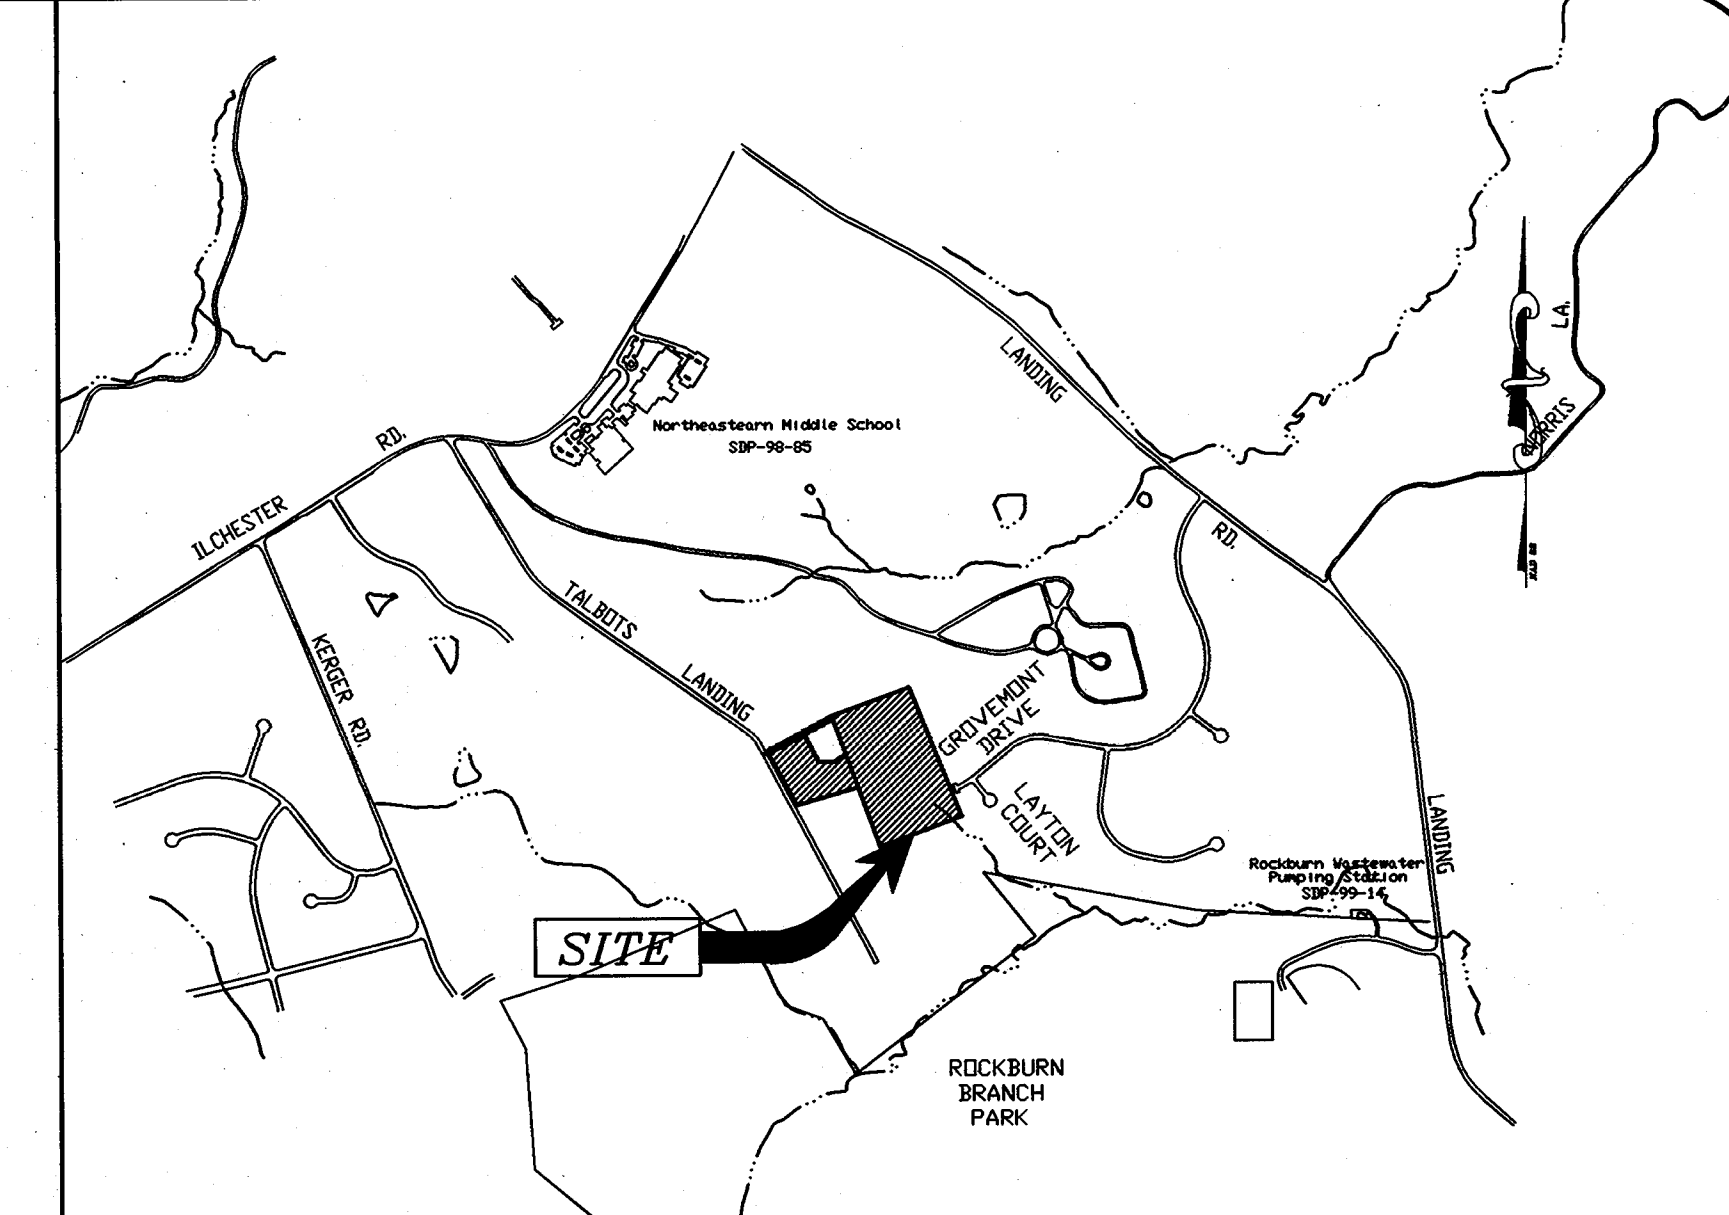 LANDING
LA.
RD.
Northeastearn Middle School
SDP-98-85
ILCHESTER
RD.
TALBOTS
LANDING
KERGER RD.
GROVEMONT
DRIVE
LAYTON
COURT
LANDING
Rockburn Wastewater
Pumping Station
SDP-99-14
SITE
ROCKBURN
BRANCH
PARK